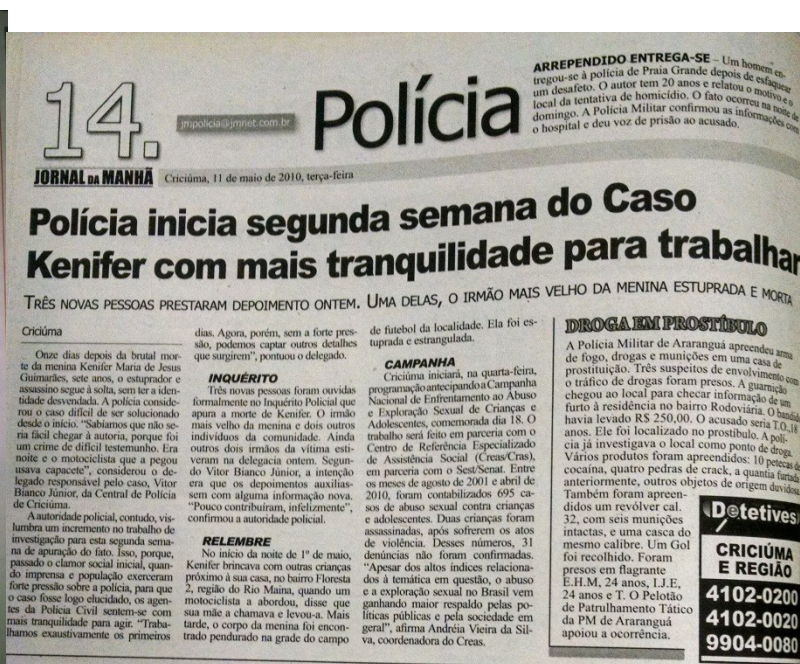 14.
jmpolicia@jmnet.com.br
Polícia
ARREPENDIDO ENTREGA-SE – Um homem en-
tregou-se à polícia de Praia Grande depois de esfaquear
um desafeto. O autor tem 20 anos e relatou o motivo e o
local da tentativa de homicídio. O fato ocorreu na noite de
domingo. A Polícia Militar confirmou as informações com
o hospital e deu voz de prisão ao acusado.
JORNAL DA MANHÃ Criciúma, 11 de maio de 2010, terça-feira
Polícia inicia segunda semana do Caso
Kenifer com mais tranquilidade para trabalhar
TRÊS NOVAS PESSOAS PRESTARAM DEPOIMENTO ONTEM. UMA DELAS, O IRMÃO MAIS VELHO DA MENINA ESTUPRADA E MORTA
Criciúma
Onze dias depois da brutal mor-
te da menina Kenifer Maria de Jesus
Guimarães, sete anos, o estuprador e
assassino segue à solta, sem ter a iden-
tidade desvendada. A polícia conside-
rou o caso difícil de ser solucionado
desde o início. “Sabíamos que não se-
ria fácil chegar à autoria, porque foi
um crime de difícil testemunho. Era
noite e o motociclista que a pegou
usava capacete”, considerou o de-
legado responsável pelo caso, Vitor
Bianco Júnior, da Central de Polícia
de Criciúma.
A autoridade policial, contudo, vis-
lumbra um incremento no trabalho de
investigação para esta segunda sema-
na de apuração do fato. Isso, porque,
passado o clamor social inicial, quan-
do imprensa e população exerceram
forte pressão sobre a polícia, para que
o caso fosse logo elucidado, os agen-
tes da Polícia Civil sentem-se com
mais tranquilidade para agir. “Traba-
lhamos exaustivamente os primeiros
dias. Agora, porém, sem a forte pres-
são, podemos captar outros detalhes
que surgirem”, pontuou o delegado.
INQUÉRITO
Três novas pessoas foram ouvidas
formalmente no Inquérito Policial que
apura a morte de Kenifer. O irmão
mais velho da menina e dois outros
indivíduos da comunidade. Ainda
outros dois irmãos da vítima esti-
veram na delegacia ontem. Segun-
do Vitor Bianco Júnior, a intenção
era que os depoimentos auxilias-
sem com alguma informação nova.
“Pouco contribuíram, infelizmente”,
confirmou a autoridade policial.
RELEMBRE
No início da noite de 1º de maio,
Kenifer brincava com outras crianças
próximo à sua casa, no bairro Floresta
2, região do Rio Maina, quando um
motociclista a abordou, disse que
sua mãe a chamava e levou-a. Mais
tarde, o corpo da menina foi encon-
trado pendurado na grade do campo
de futebol da localidade. Ela foi es-
tuprada e estrangulada.
CAMPANHA
Criciúma iniciará, na quarta-feira,
programação antecipando a Campanha
Nacional de Enfrentamento ao Abuso
e Exploração Sexual de Crianças e
Adolescentes, comemorada dia 18. O
trabalho será feito em parceria com o
Centro de Referência Especializado
de Assistência Social (Creas/Cras),
em parceria com o Sest/Senat. Entre
os meses de agosto de 2001 e abril de
2010, foram contabilizados 695 ca-
sos de abuso sexual contra crianças
e adolescentes. Duas crianças foram
assassinadas, após sofrerem os atos
de violência. Desses números, 31
denúncias não foram confirmadas.
“Apesar dos altos índices relaciona-
dos à temática em questão, o abuso
e a exploração sexual no Brasil vem
ganhando maior respaldo pelas po-
líticas públicas e pela sociedade em
geral”, afirma Andréia Vieira da Sil-
va, coordenadora do Creas.
DROGA EM PROSTÍBULO
A Polícia Militar de Araranguá apreendeu arma
de fogo, drogas e munições em uma casa de
prostituição. Três suspeitos de envolvimento com
o tráfico de drogas foram presos. A guarnição
chegou ao local para checar informação de um
furto à residência no bairro Rodoviária. O bandido
havia levado R$ 250,00. O acusado seria T.O.,18
anos. Ele foi localizado no prostíbulo. A polí-
cia já investigava o local como ponto de droga.
Vários produtos foram apreendidos: 10 petecas de
cocaína, quatro pedras de crack, a quantia furtada
anteriormente, outros objetos de origem duvidosa.
Também foram apreen-
didos um revólver cal.
32, com seis munições
intactas, e uma casca do
mesmo calibre. Um Gol
foi recolhido. Foram
presos em flagrante
E.H.M, 24 anos, I.J.E,
24 anos e T. O Pelotão
de Patrulhamento Tático
da PM de Araranguá
apoiou a ocorrência.
Detetives
CRICIÚMA
E REGIÃO
4102-0200
4102-0020
9904-0080